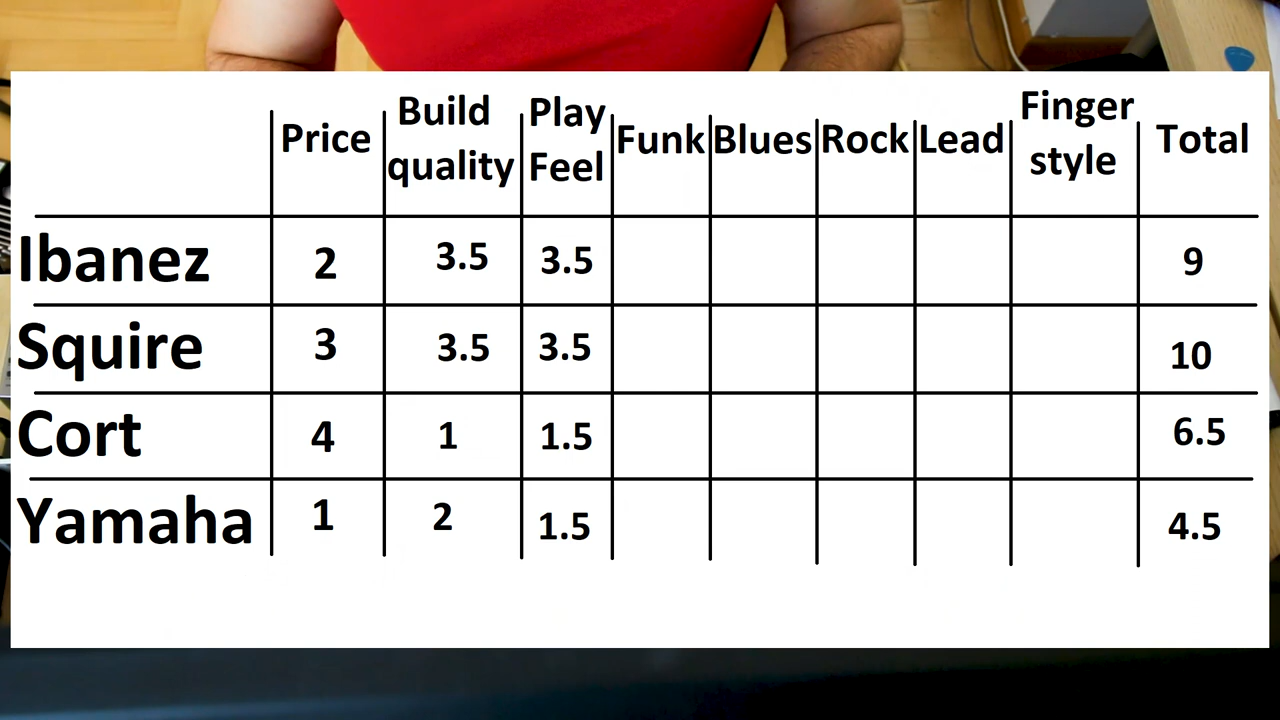 Price Build quality Play Feel Funk Blues Rock Lead Finger style Total
Ibanez 2 3.5 3.5 9
Squire 3 3.5 3.5 10
Cort 4 1 1.5 6.5
Yamaha 1 2 1.5 4.5